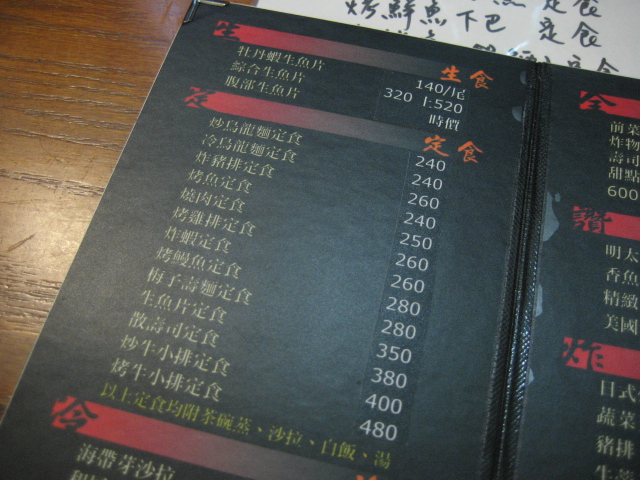 烤鮮魚下巴 定食
生食
牡丹蝦生魚片 140/尾
綜合生魚片 320 上:520
腹部生魚片 時價
定食
炒烏龍麵定食 240
冷烏龍麵定食 240
炸豬排定食 260
烤魚定食 240
燒肉定食 250
烤雞排定食 260
炸蝦定食 260
烤鰻魚定食 280
梅子壽麵定食 280
生魚片定食 350
散壽司定食 380
炒牛小排定食 400
烤牛小排定食 480
以上定食均附茶碗蒸、沙拉、白飯、湯
海帶芽沙拉
全
前菜
炸物
壽司
甜點
600
明太
香魚
精緻
美國
炸
日式
蔬菜
豬排